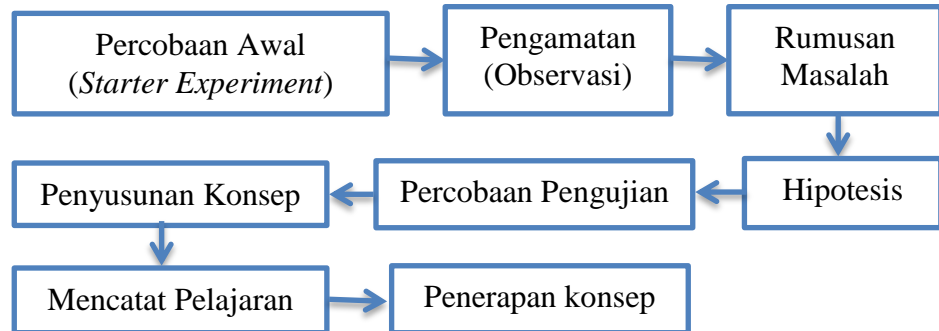 Percobaan Awal
(Starter Experiment)
Pengamatan
(Observasi)
Rumusan
Masalah
Hipotesis
Percobaan Pengujian
Penyusunan Konsep
Mencatat Pelajaran
Penerapan konsep